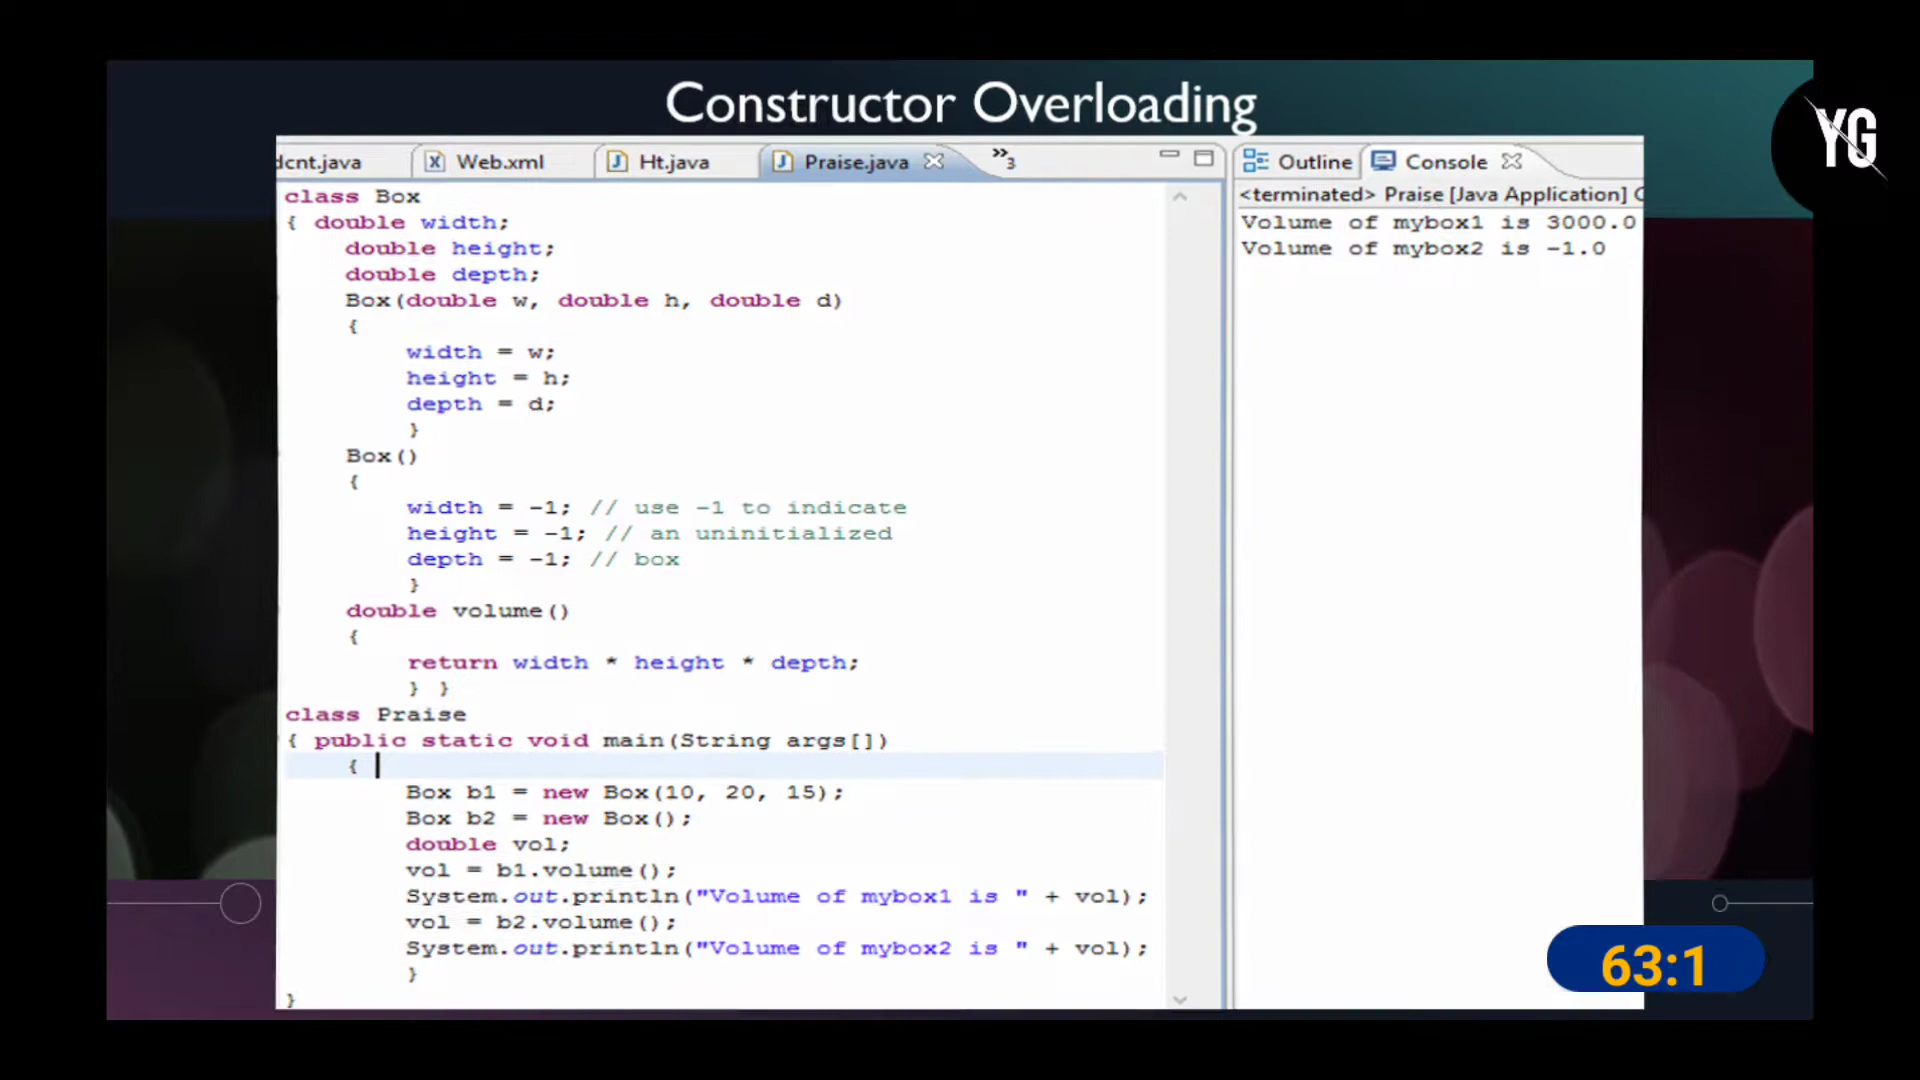 Constructor Overloading
YG
dcnt.java
Web.xml
Ht.java
Praise.java
»3
Outline
Console
class Box
{ double width;
double height;
double depth;
Box(double w, double h, double d)
{
width = w;
height = h;
depth = d;
}
Box()
{
width = -1; // use -1 to indicate
height = -1; // an uninitialized
depth = -1; // box
}
double volume()
{
return width * height * depth;
} }
class Praise
{ public static void main(String args[])
{
Box b1 = new Box(10, 20, 15);
Box b2 = new Box();
double vol;
vol = b1.volume();
System.out.println("Volume of mybox1 is " + vol);
vol = b2.volume();
System.out.println("Volume of mybox2 is " + vol);
}
}
<terminated> Praise [Java Application] C
Volume of mybox1 is 3000.0
Volume of mybox2 is -1.0
63:1